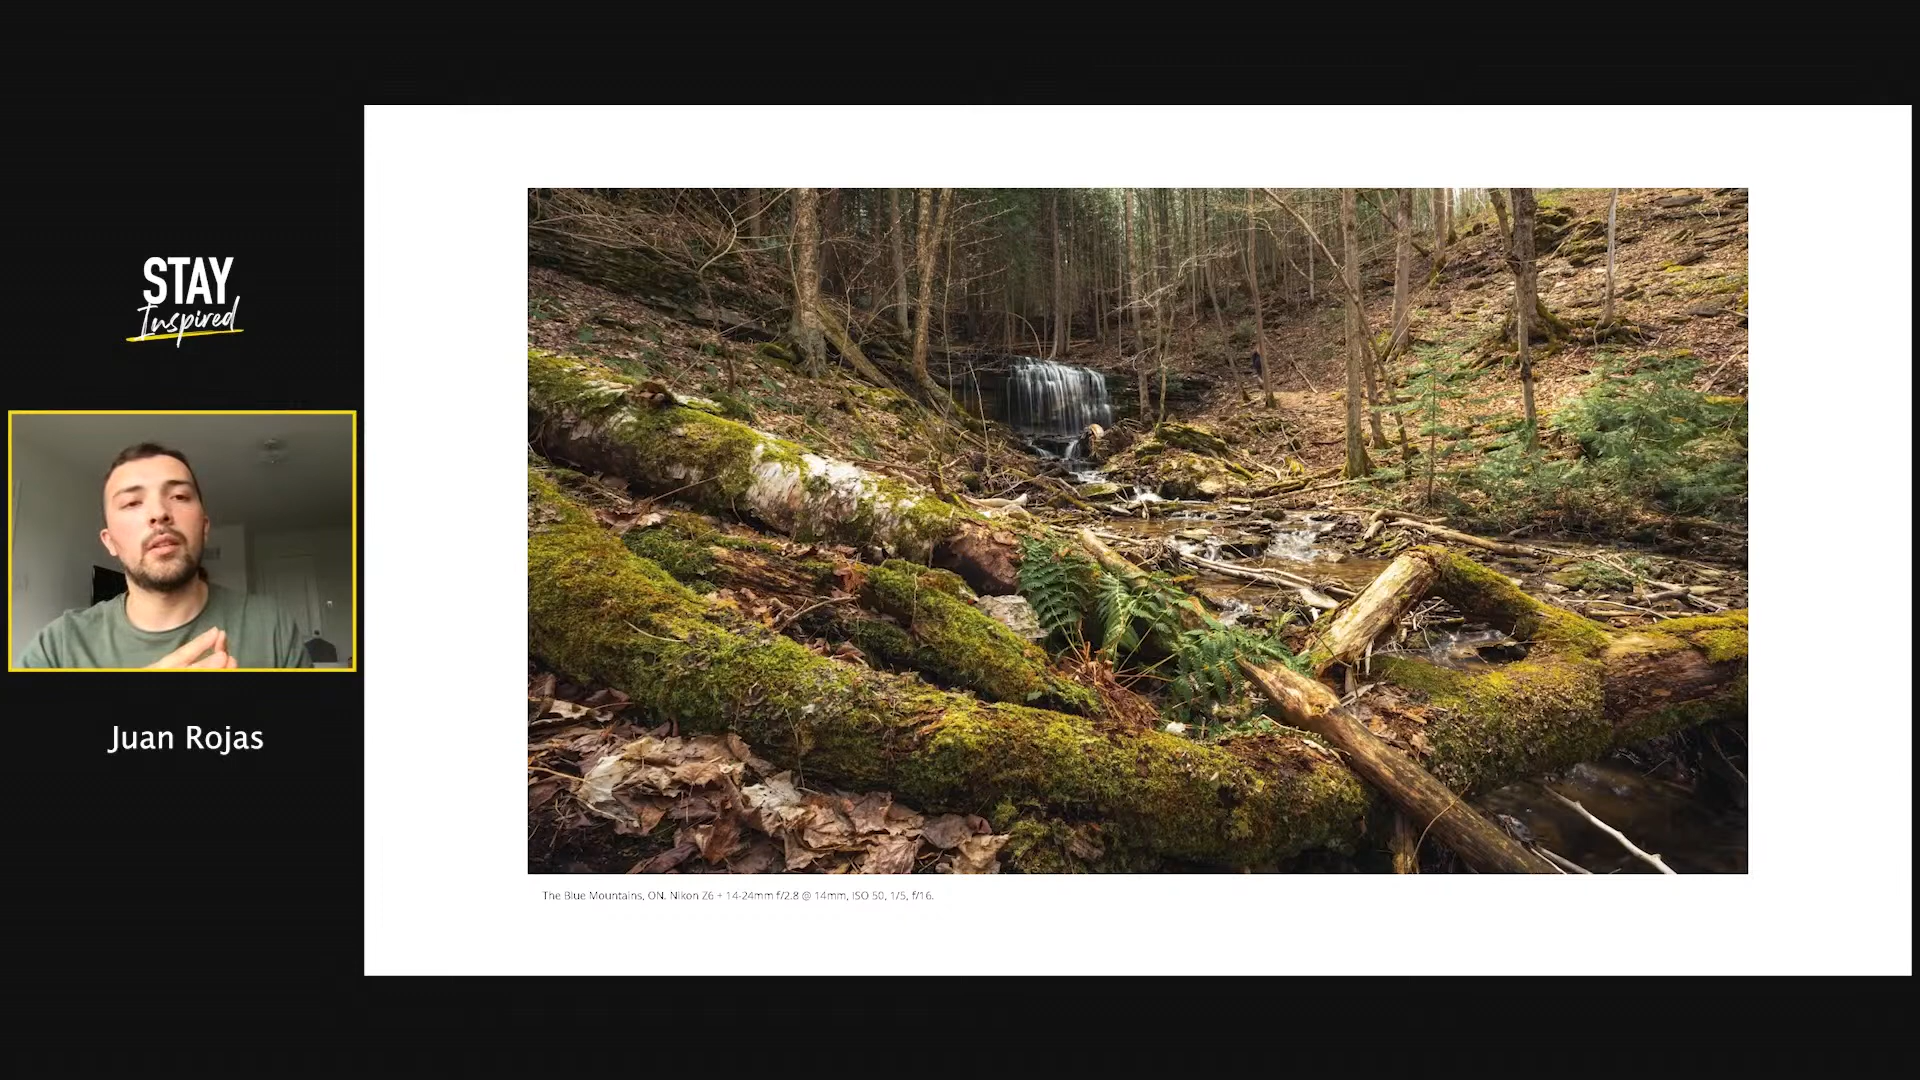 STAY
Inspired
Juan Rojas
The Blue Mountains, ON. Nikon Z6 + 14-24mm f/2.8 @ 14mm, ISO 50, 1/5, f/16.